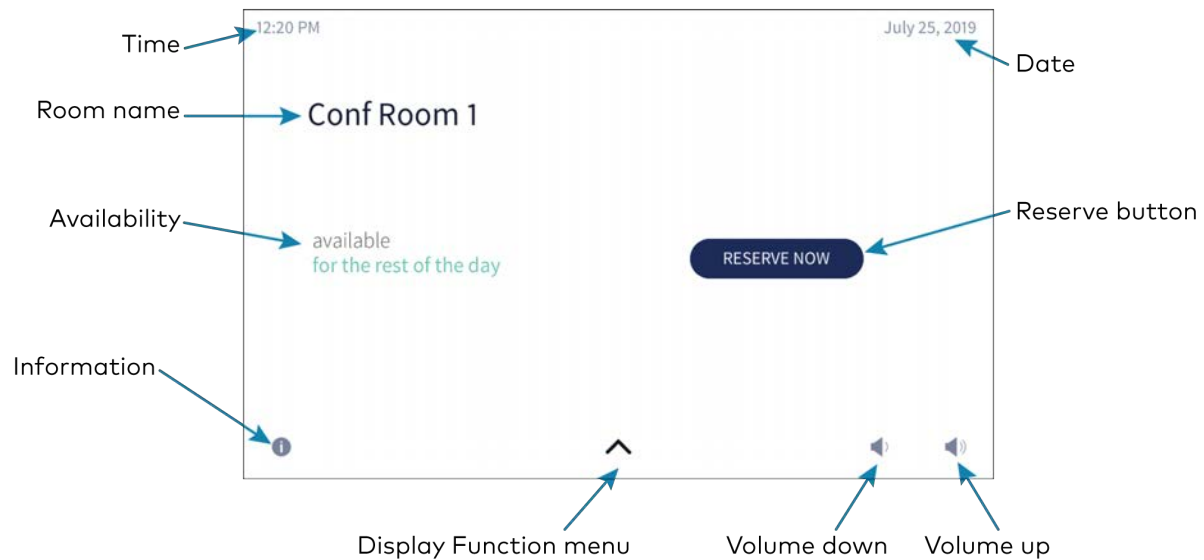 12:20 PM
July 25, 2019
Time
Date
Room name
Conf Room 1
Availability
Reserve button
available
for the rest of the day
RESERVE NOW
Information
i
Display Function menu
Volume down
Volume up